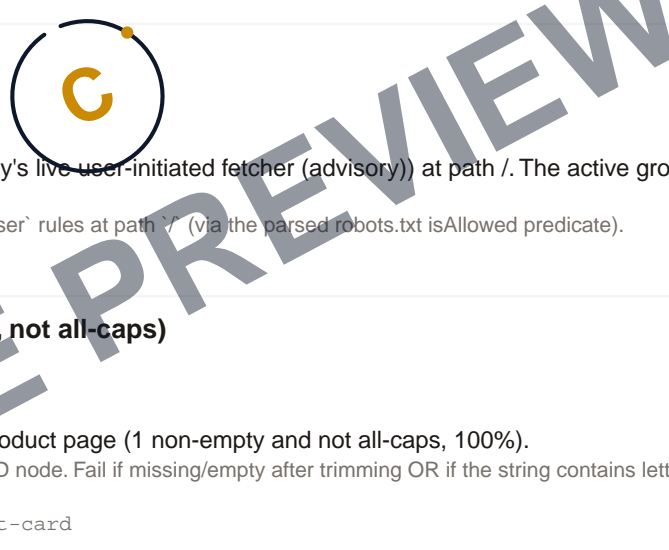 C
y's live user-initiated fetcher (advisory)) at path /. The active gro
ser` rules at path `/` (via the parsed robots.txt isAllowed predicate).
E PREVIEW
, not all-caps)
oduct page (1 non-empty and not all-caps, 100%).
D node. Fail if missing/empty after trimming OR if the string contains lett
t-card